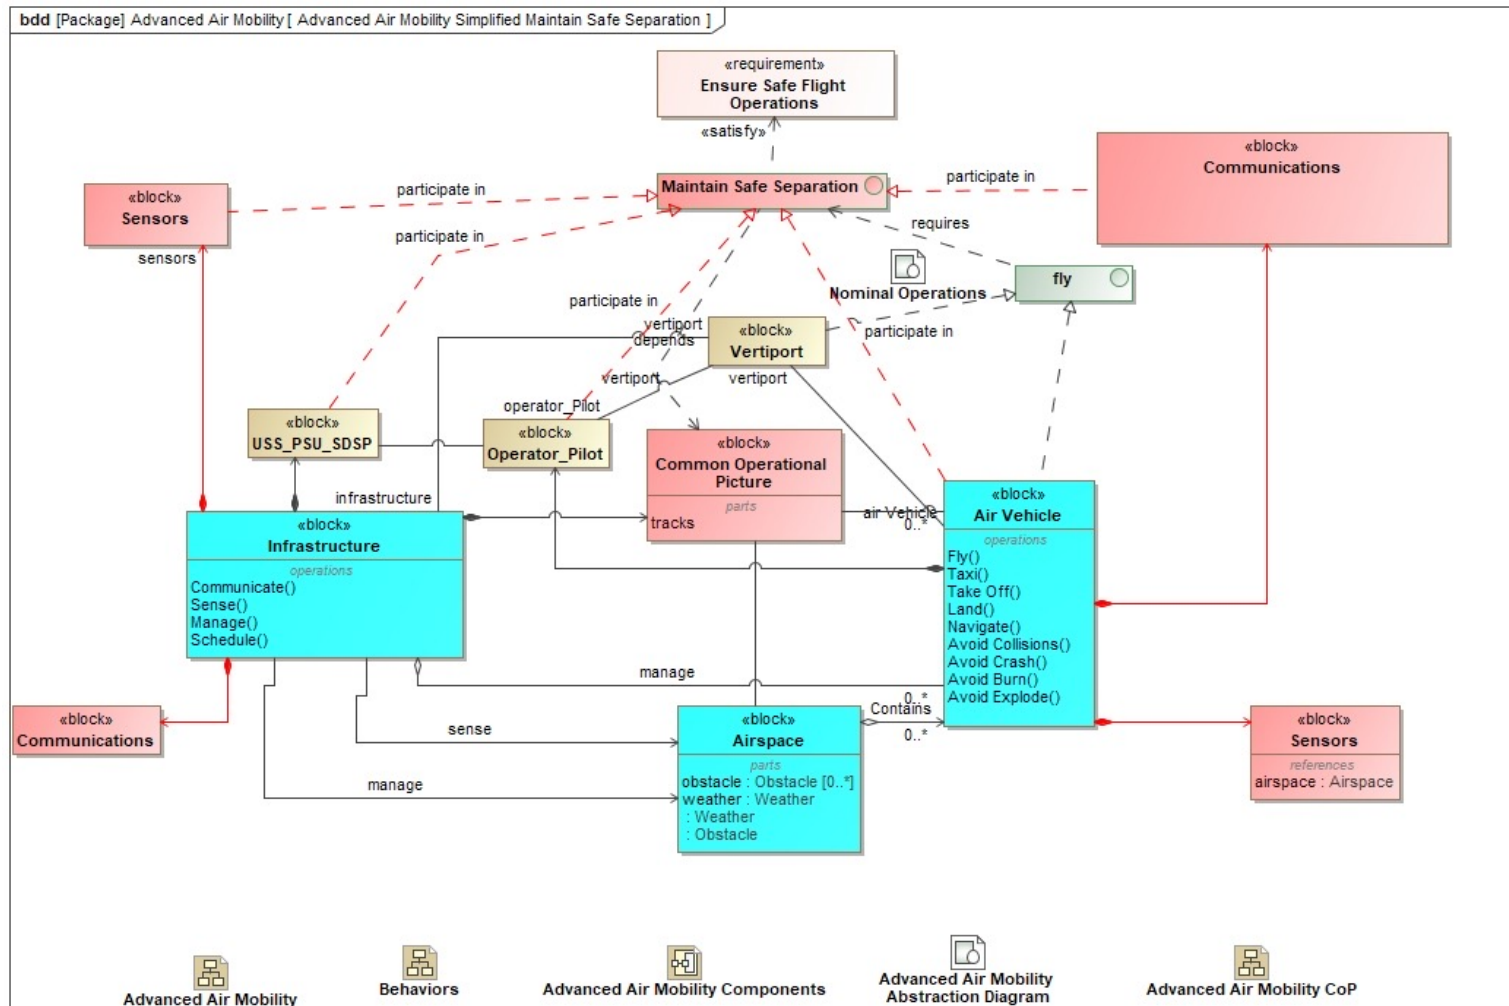 bdd [Package] Advanced Air Mobility [ Advanced Air Mobility Simplified Maintain Safe Separation ]
«requirement»
Ensure Safe Flight
Operations
«satisfy»
Maintain Safe Separation
«block»
Communications
participate in
«block»
Sensors
sensors
participate in
participate in
requires
fly
Nominal Operations
participate in
participate in
vertiport
depends
«block»
Vertiport
vertiport
vertiport
operator_Pilot
«block»
USS_PSU_SDSP
«block»
Operator_Pilot
«block»
Common Operational
Picture
parts
tracks
infrastructure
«block»
Infrastructure
operations
Communicate()
Sense()
Manage()
Schedule()
air Vehicle
0..*
«block»
Air Vehicle
operations
Fly()
Taxi()
Take Off()
Land()
Navigate()
Avoid Collisions()
Avoid Crash()
Avoid Burn()
Avoid Explode()
manage
0..*
Contains
0..*
«block»
Communications
sense
manage
«block»
Airspace
parts
obstacle : Obstacle [0..*]
weather : Weather
: Weather
: Obstacle
«block»
Sensors
references
airspace : Airspace
Advanced Air Mobility
Behaviors
Advanced Air Mobility Components
Advanced Air Mobility
Abstraction Diagram
Advanced Air Mobility CoP